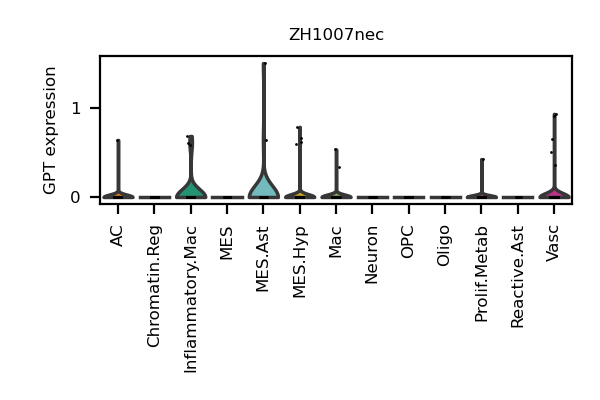 ZH1007nec
GPT expression
1
0
AC
Chromatin.Reg
Inflammatory.Mac
MES
MES.Ast
MES.Hyp
Mac
Neuron
OPC
Oligo
Prolif.Metab
Reactive.Ast
Vasc